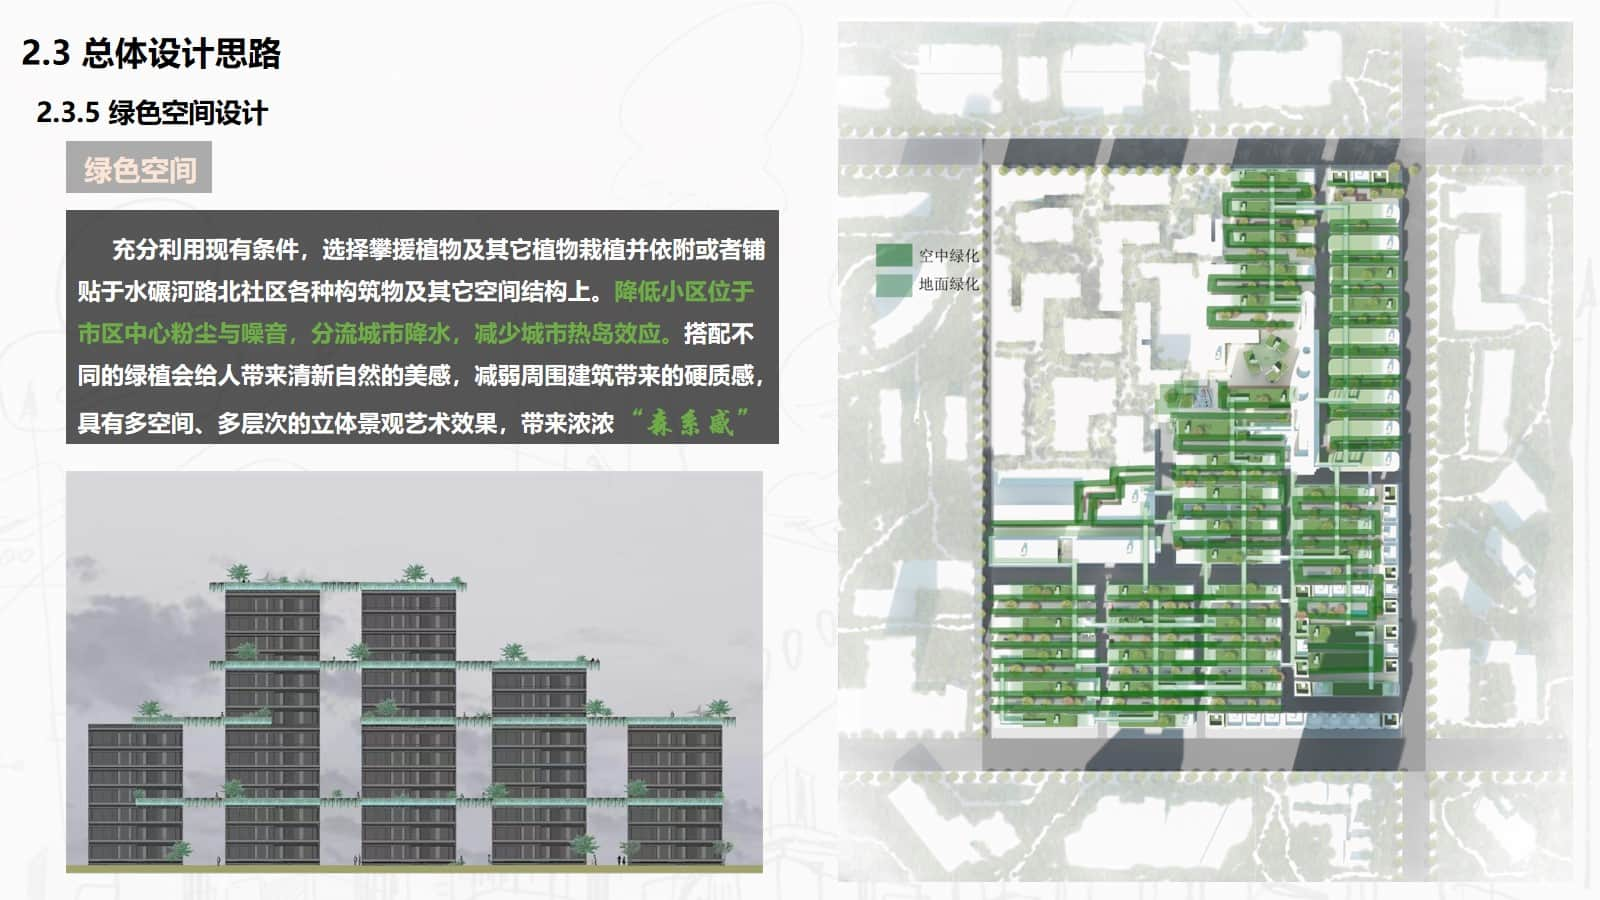 2.3 总体设计思路
2.3.5 绿色空间设计
绿色空间
充分利用现有条件，选择攀援植物及其它植物栽植并依附或者铺
贴于水碾河路北社区各种构筑物及其它空间结构上。降低小区位于
市区中心粉尘与噪音，分流城市降水，减少城市热岛效应。搭配不
同的绿植会给人带来清新自然的美感，减弱周围建筑带来的硬质感，
具有多空间、多层次的立体景观艺术效果，带来浓浓“森系感”
空中绿化
地面绿化